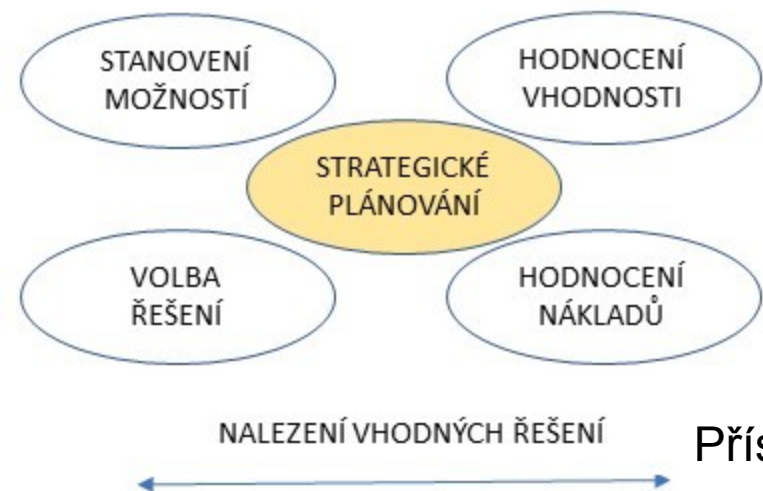 STANOVENÍ
MOŽNOSTÍ
HODNOCENÍ
VHODNOSTI
STRATEGICKÉ
PLÁNOVÁNÍ
VOLBA
ŘEŠENÍ
HODNOCENÍ
NÁKLADŮ
NALEZENÍ VHODNÝCH ŘEŠENÍ